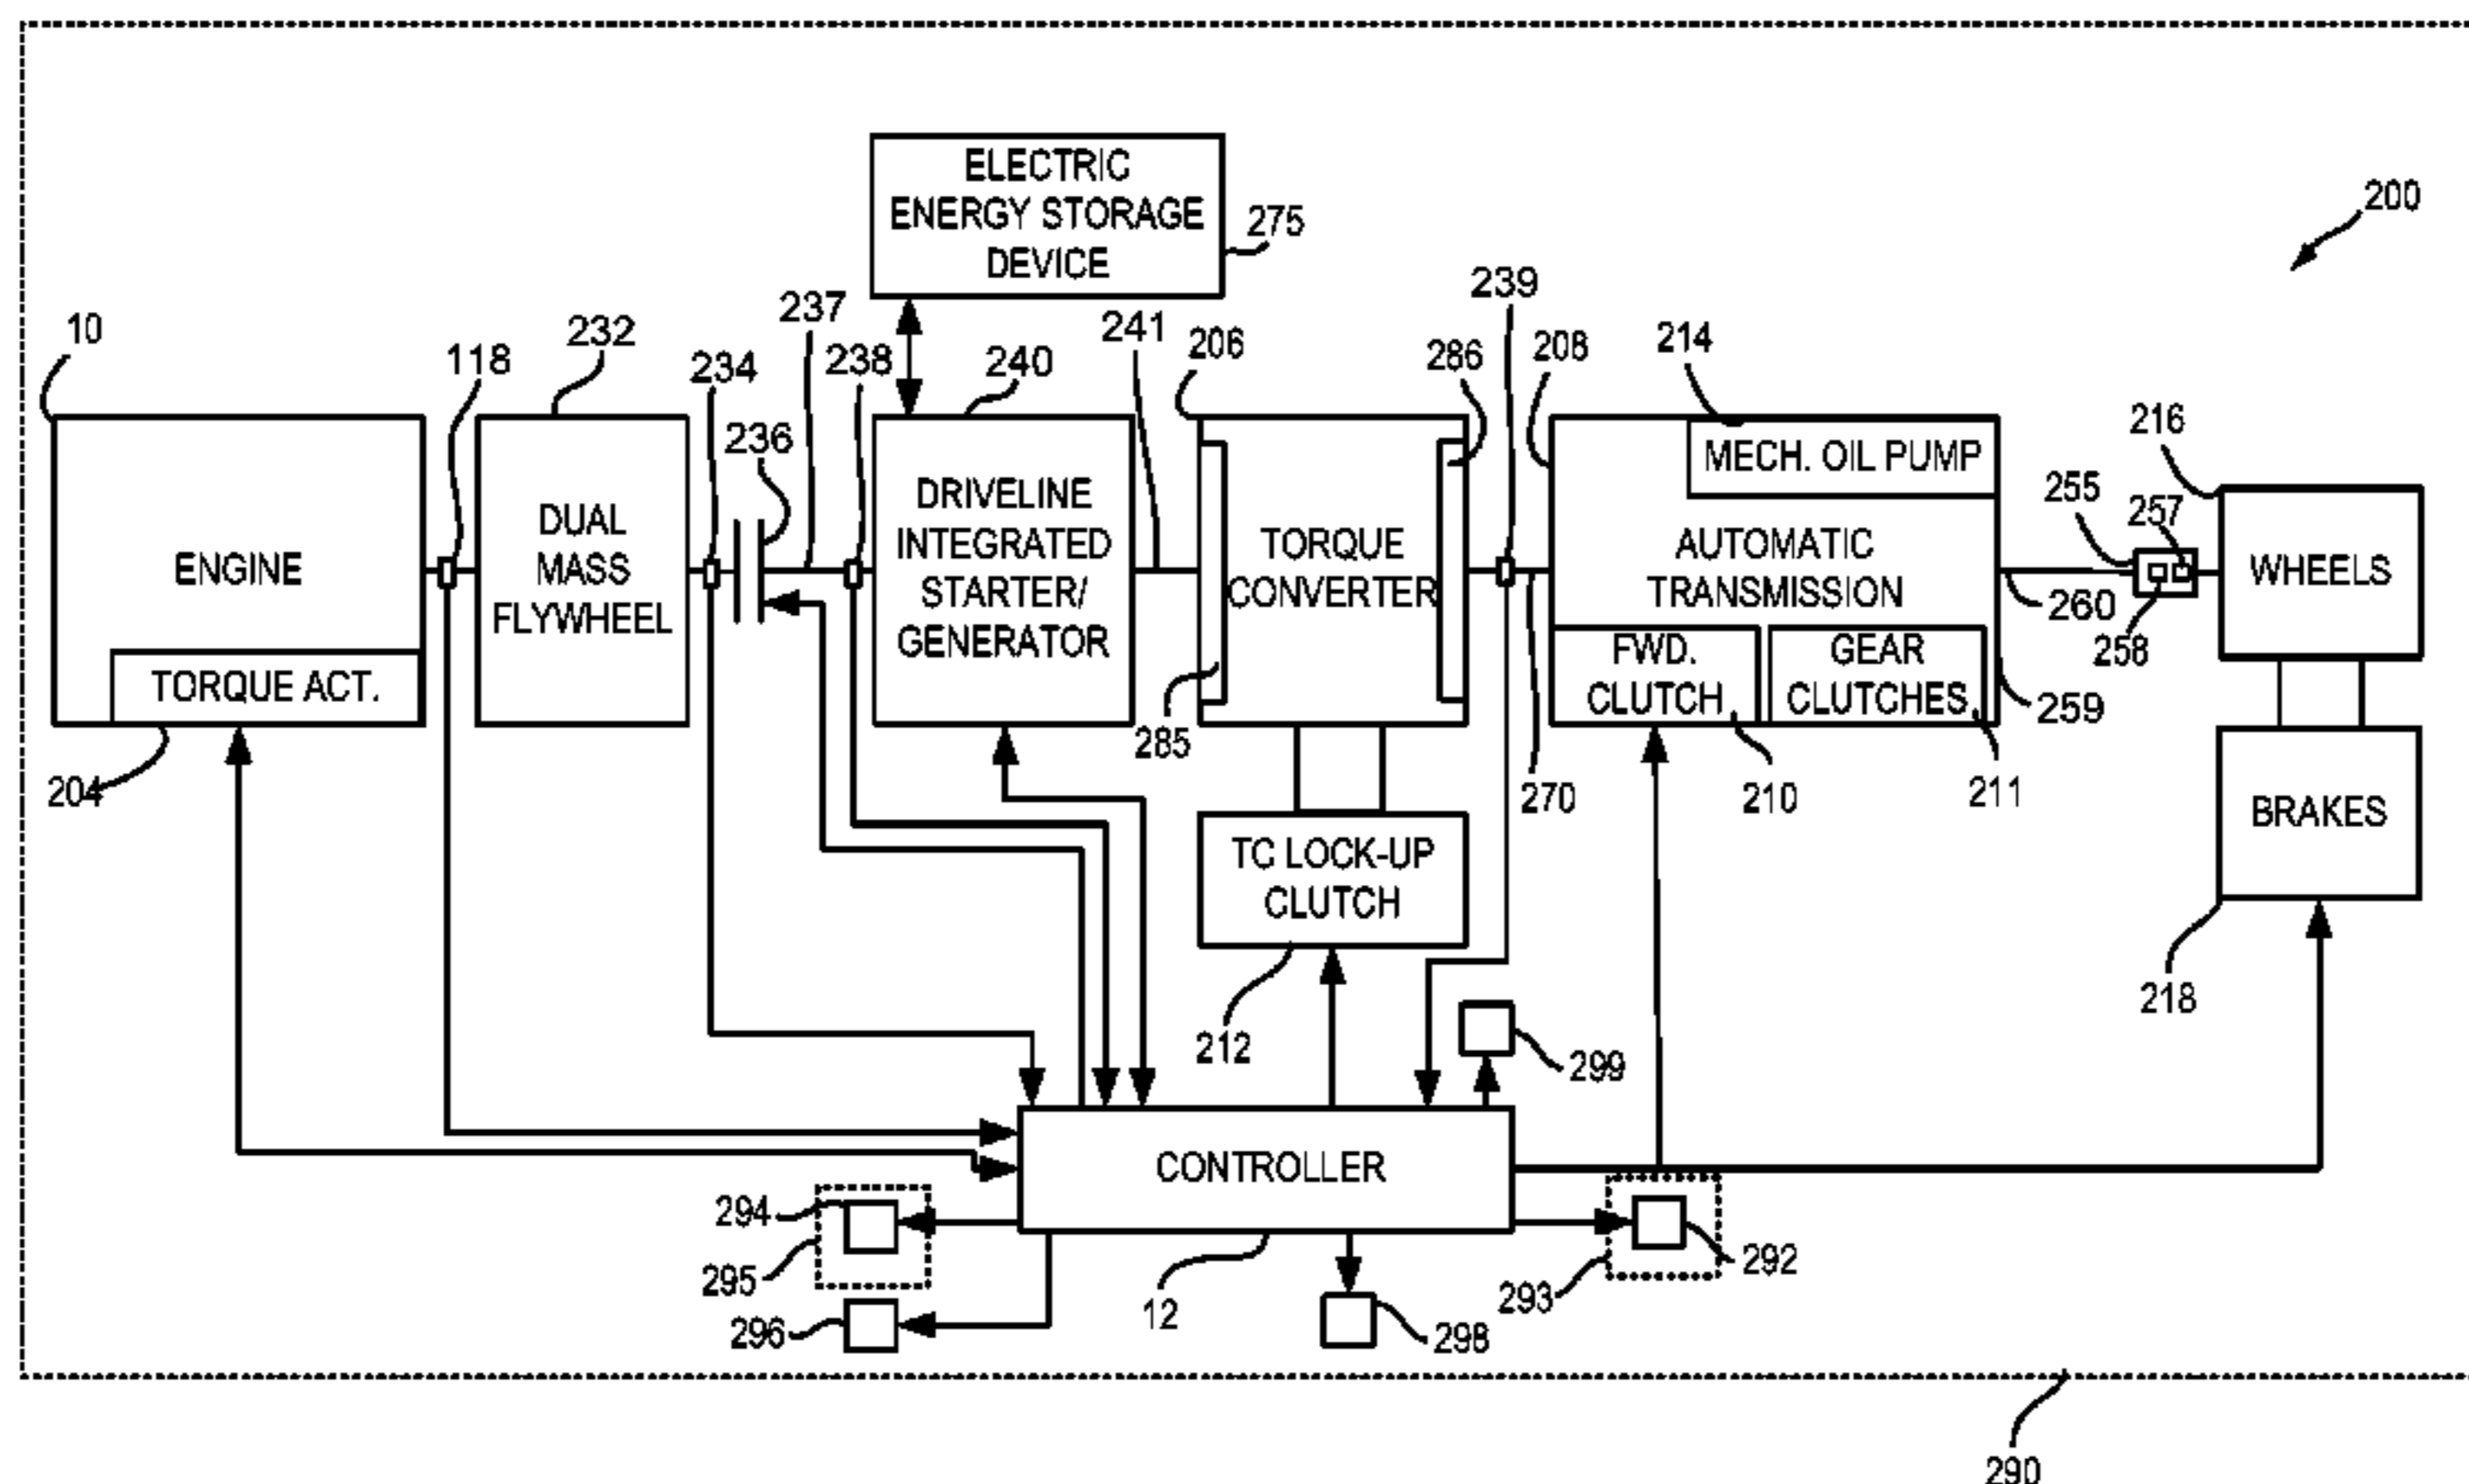 ELECTRIC
ENERGY STORAGE
DEVICE
275
200
239
237
241
10
232
206
214
118
234
238
240
286
208
236
216
MECH. OIL PUMP
255
257
ENGINE
DUAL
MASS
FLYWHEEL
DRIVELINE
INTEGRATED
STARTER/
GENERATOR
TORQUE
CONVERTER
AUTOMATIC
TRANSMISSION
WHEELS
260
258
TORQUE ACT.
FWD.
CLUTCH
GEAR
CLUTCHES
259
285
204
270
210
211
BRAKES
TC LOCK-UP
CLUTCH
218
212
299
CONTROLLER
294
295
292
293
12
296
298
290